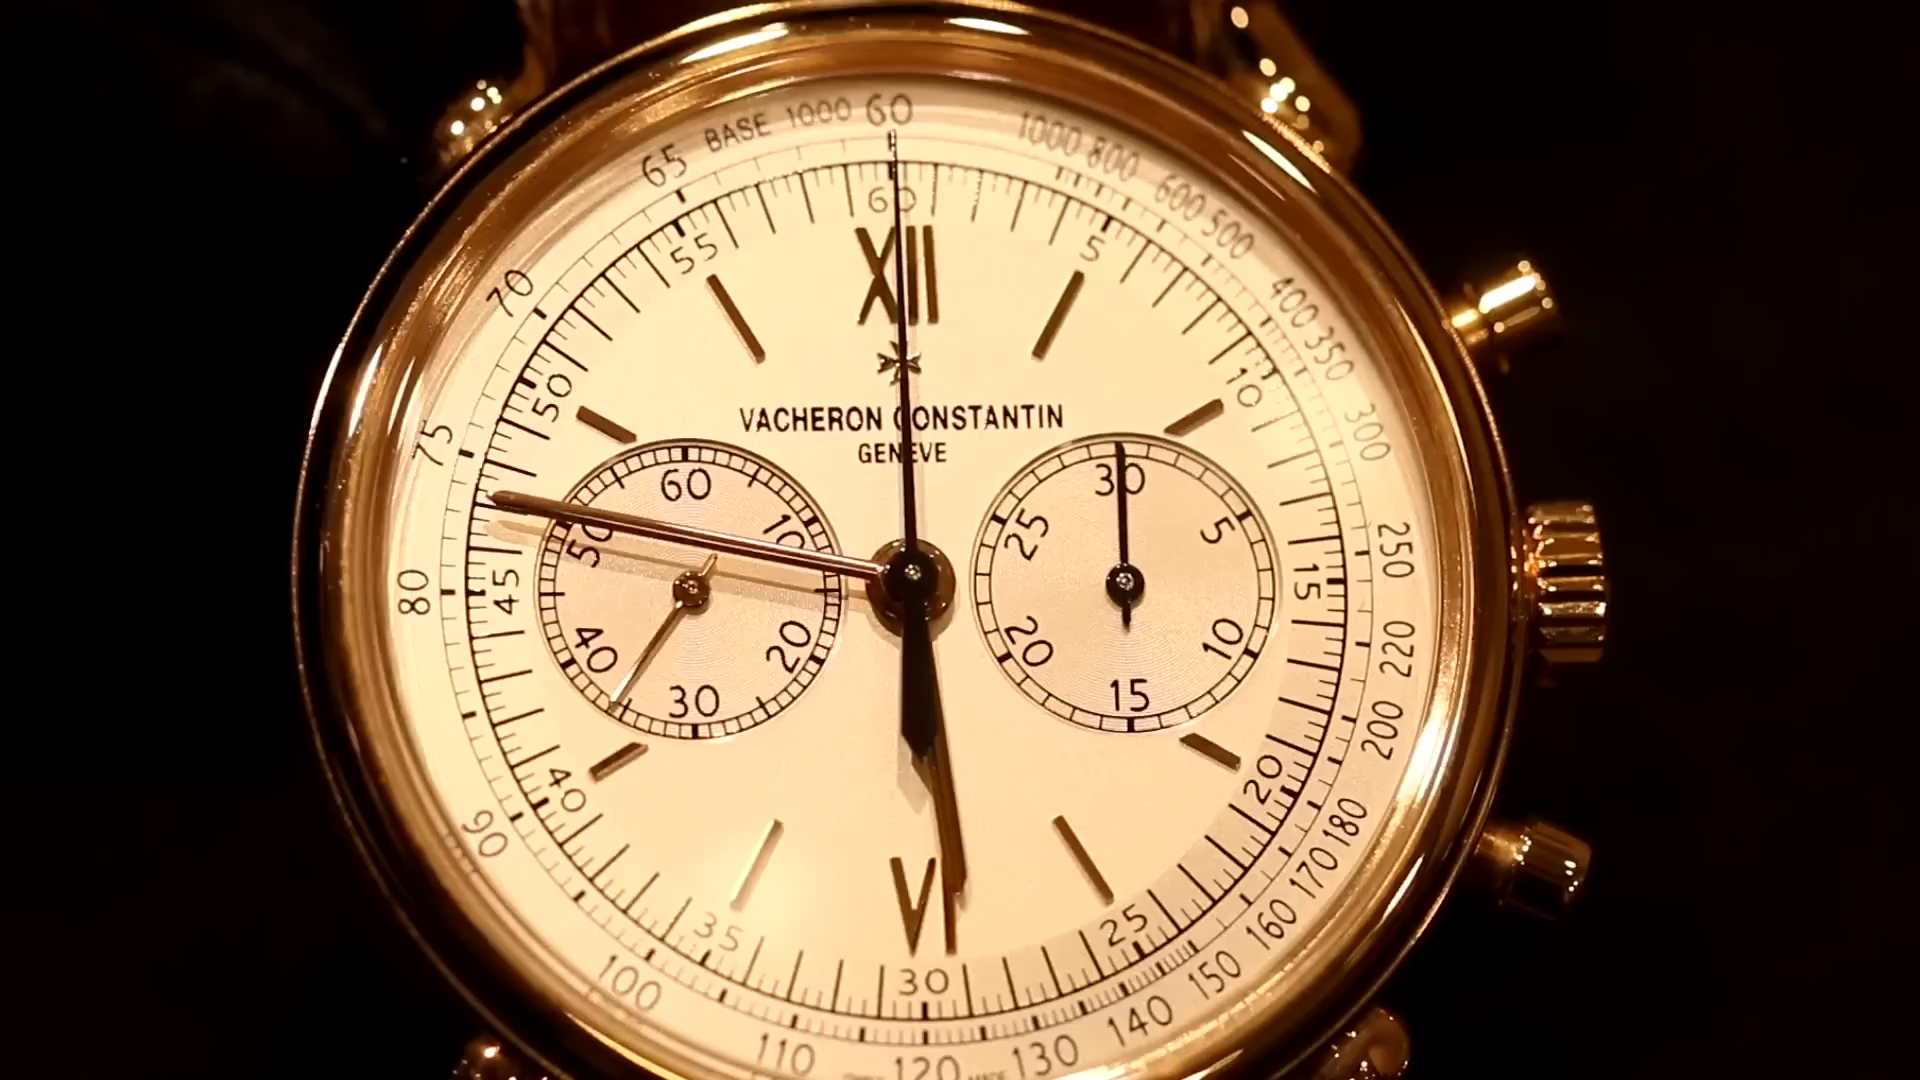 BASE 1000 60 1000 800 600 500 400 350 300 250 220 200 180 170 160 150 140 130 120 110 100 90 80 75 70 65
60 5 10 15 20 25 30 35 40 45 50 55
XII
VACHERON CONSTANTIN
GENEVE
60 10 20 30 40 50
30 5 10 15 20 25
VI